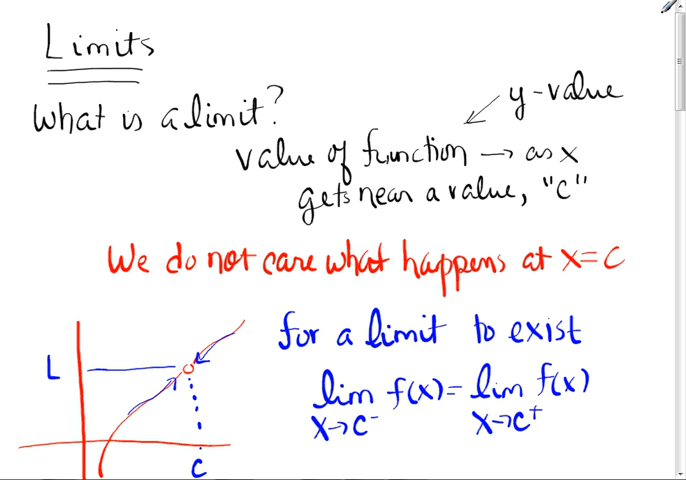 Limits
What is a limit?
y-value
value of function → as x
gets near a value, "c"
We do not care what happens at x=c
for a limit to exist
L
lim f(x) = lim f(x)
x→c⁻ x→c⁺
c